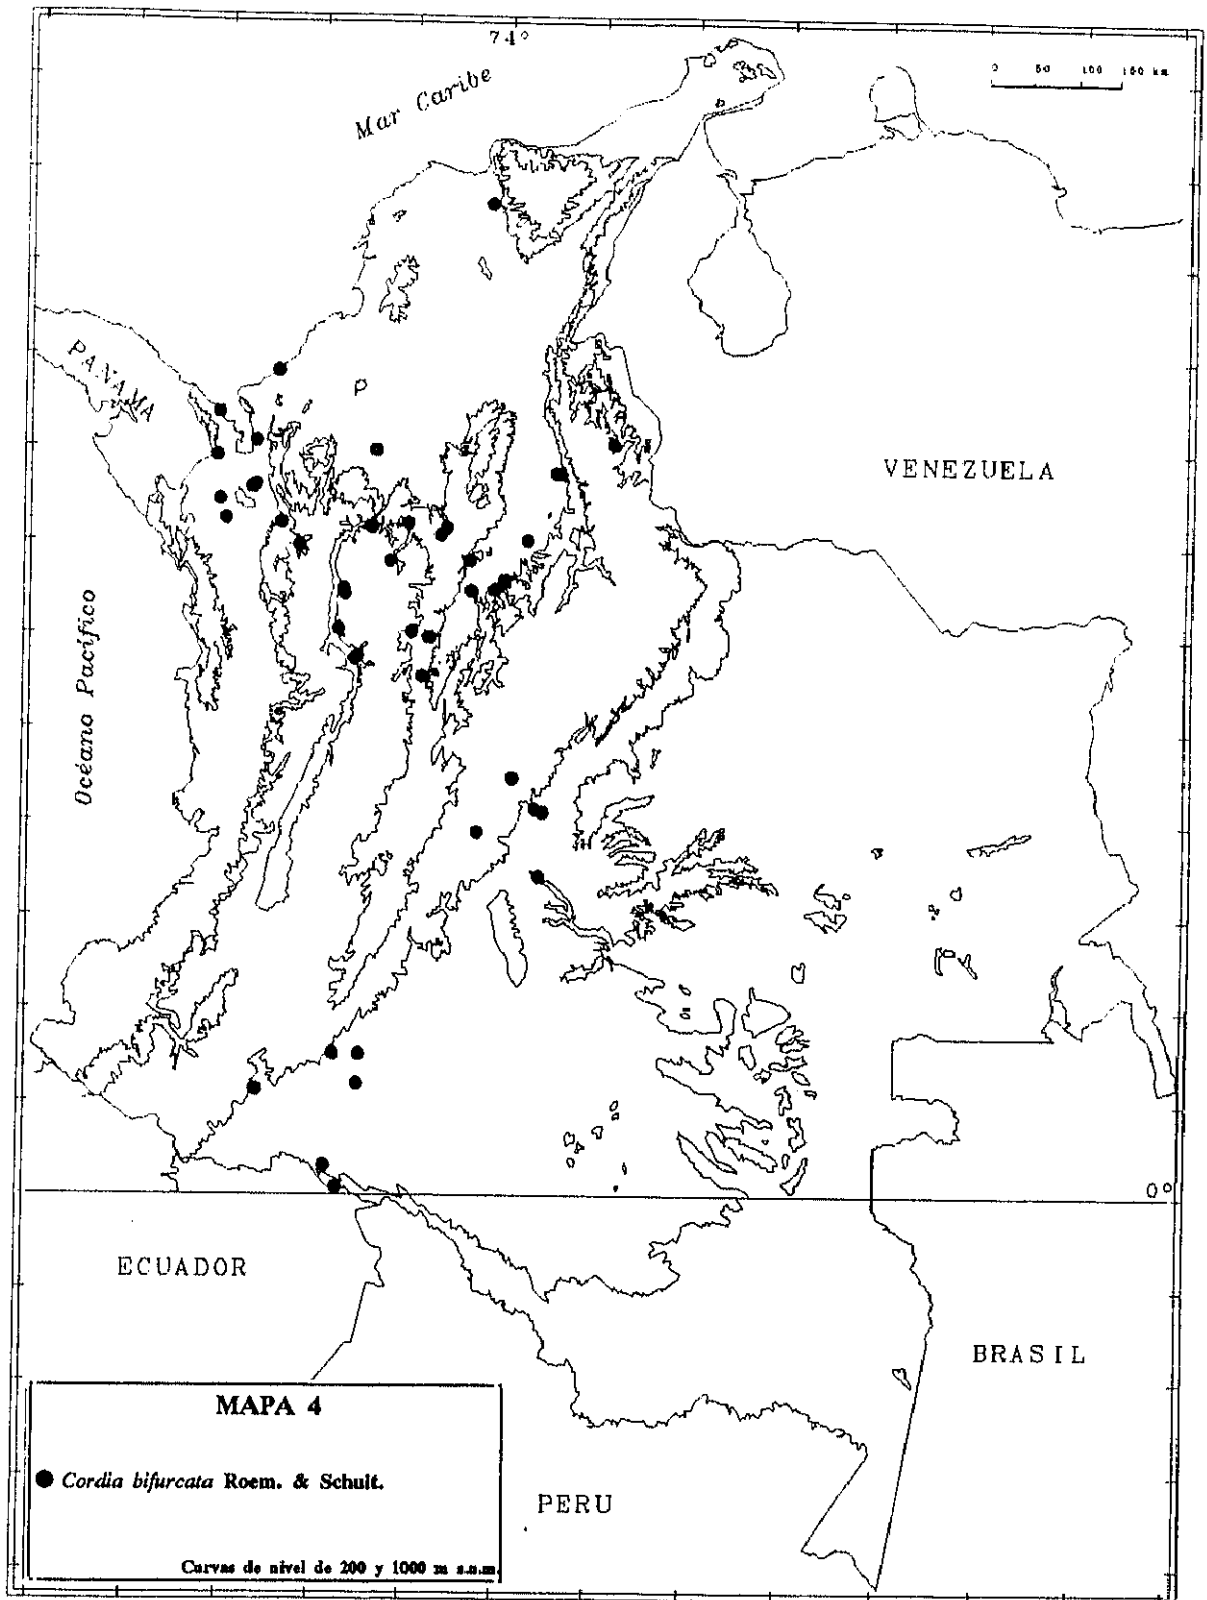 74°
0 50 100 150 km
Mar Caribe
PANAMA
P
VENEZUELA
Océano Pacífico
0°
ECUADOR
BRASIL
MAPA 4
Cordia bifurcata Roem. & Schult.
PERU
Curvas de nivel de 200 y 1000 m s.n.m.